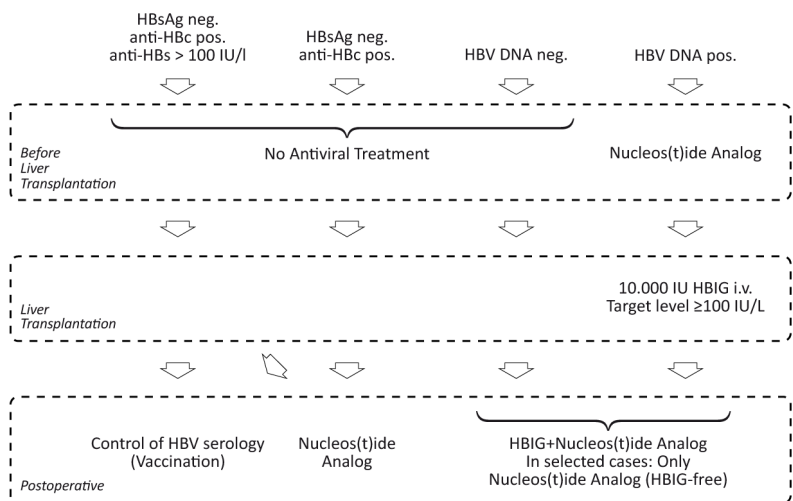 HBsAg neg.
anti-HBc pos.
anti-HBs > 100 IU/l
HBsAg neg.
anti-HBc pos.
HBV DNA neg.
HBV DNA pos.
Before
Liver
Transplantation
No Antiviral Treatment
Nucleos(t)ide Analog
Liver
Transplantation
10.000 IU HBIG i.v.
Target level ≥100 IU/L
Postoperative
Control of HBV serology
(Vaccination)
Nucleos(t)ide
Analog
HBIG+Nucleos(t)ide Analog
In selected cases: Only
Nucleos(t)ide Analog (HBIG-free)